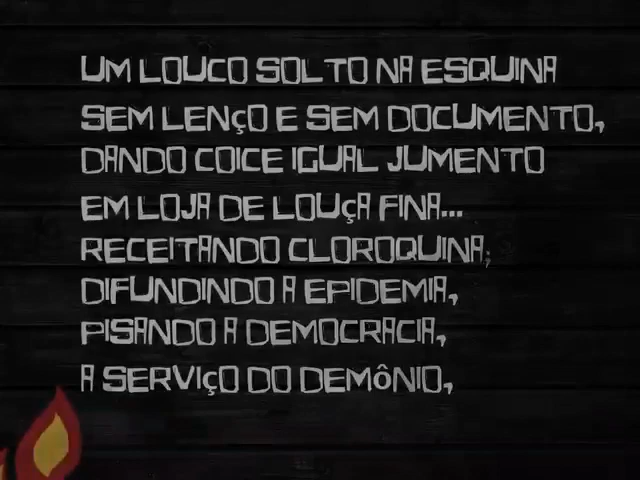 UM LOUCO SOLTO NA ESQUINA
SEM LENÇO E SEM DOCUMENTO,
DANDO COICE IGUAL JUMENTO
EM LOJA DE LOUÇA FINA...
RECEITANDO CLOROQUINA;
DIFUNDINDO A EPIDEMIA,
PISANDO A DEMOCRACIA,
A SERVIÇO DO DEMÔNIO,